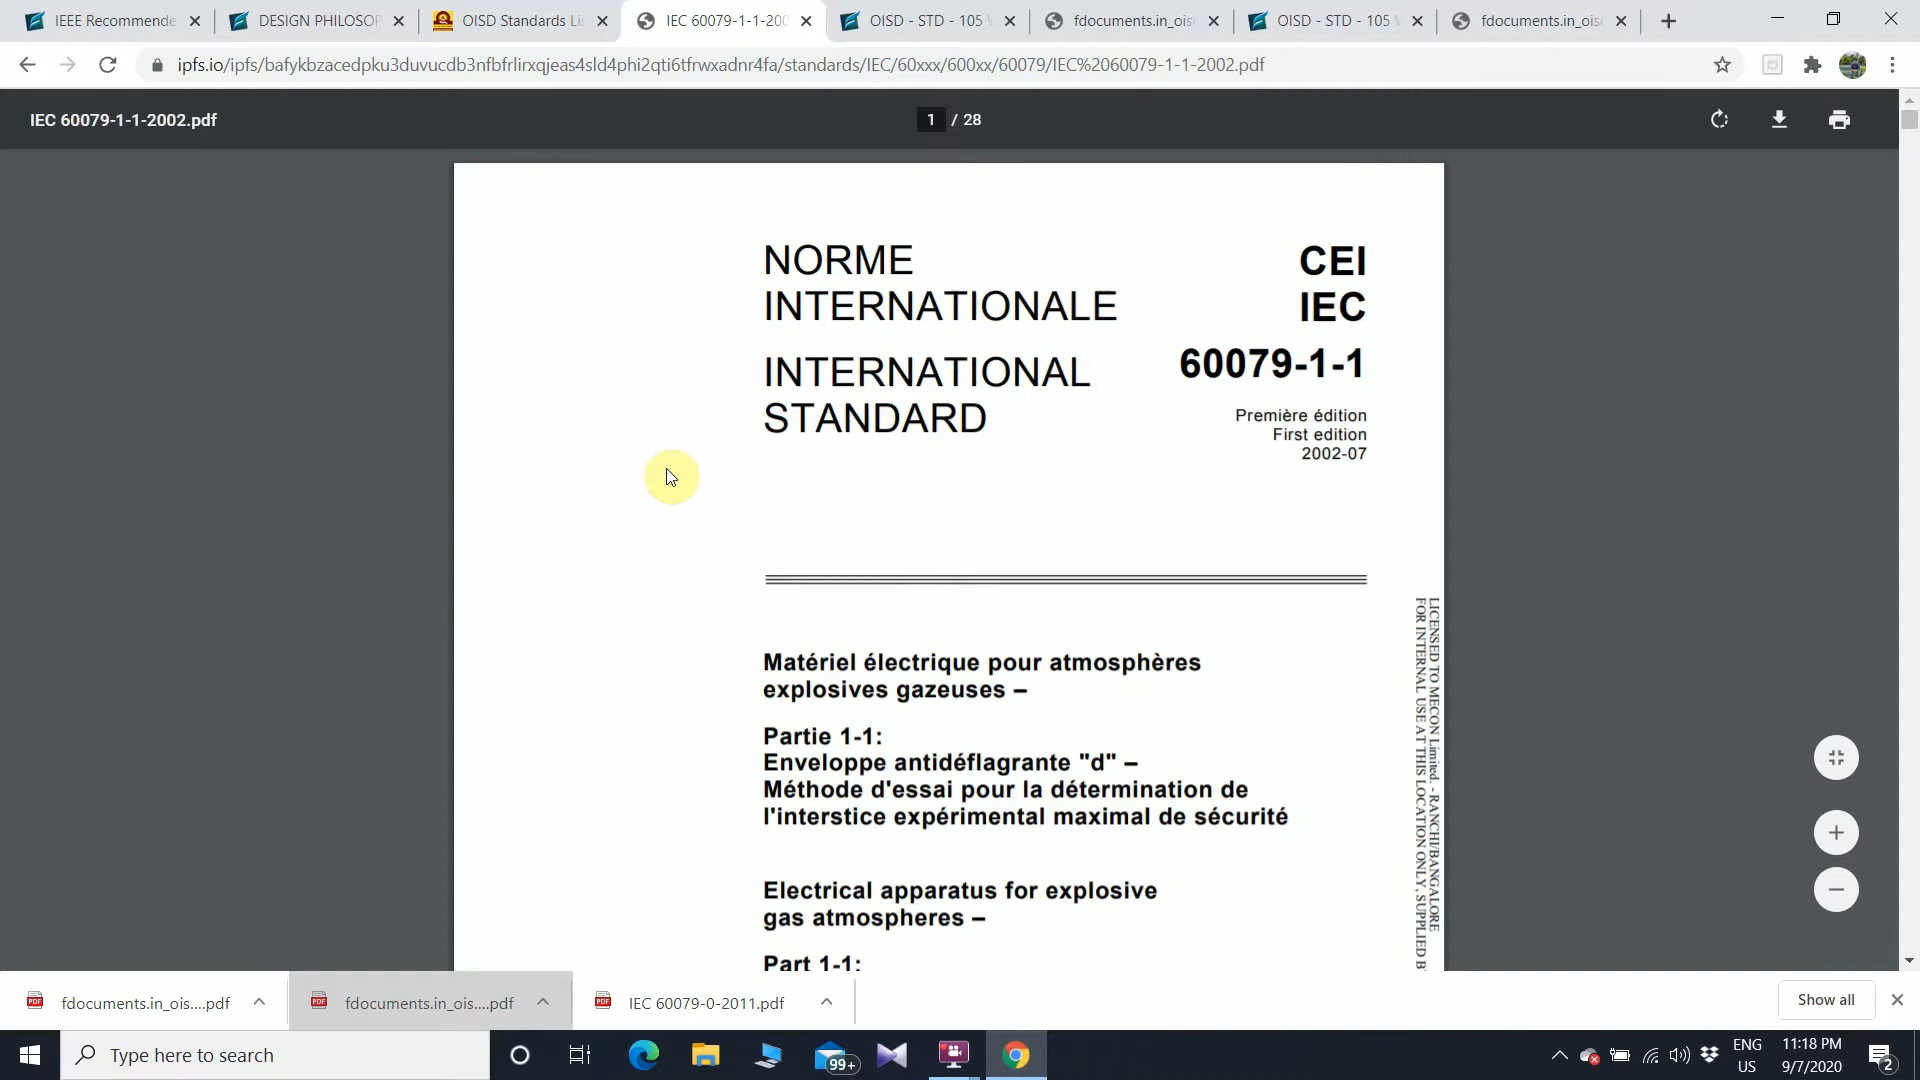 IEEE Recommende
DESIGN PHILOSOP
OISD Standards Lis
IEC 60079-1-1-200
OISD - STD - 105 V
fdocuments.in_oisd
OISD - STD - 105 V
fdocuments.in_oisd
ipfs.io/ipfs/bafykbzacedpku3duvucdb3nfbfrlirxqjeas4sld4phi2qti6tfrwxadnr4fa/standards/IEC/60xxx/600xx/60079/IEC%2060079-1-1-2002.pdf
IEC 60079-1-1-2002.pdf
1 / 28
NORME
INTERNATIONALE
INTERNATIONAL
STANDARD
CEI
IEC
60079-1-1
Première édition
First edition
2002-07
Matériel électrique pour atmosphères
explosives gazeuses –
Partie 1-1:
Enveloppe antidéflagrante "d" –
Méthode d'essai pour la détermination de
l'interstice expérimental maximal de sécurité
Electrical apparatus for explosive
gas atmospheres –
Part 1-1:
LICENSED TO MECON Limited. - RANCHI/BANGALORE
FOR INTERNAL USE AT THIS LOCATION ONLY, SUPPLIED B
fdocuments.in_ois....pdf
fdocuments.in_ois....pdf
IEC 60079-0-2011.pdf
Show all
Type here to search
99+
ENG
US
11:18 PM
9/7/2020
2